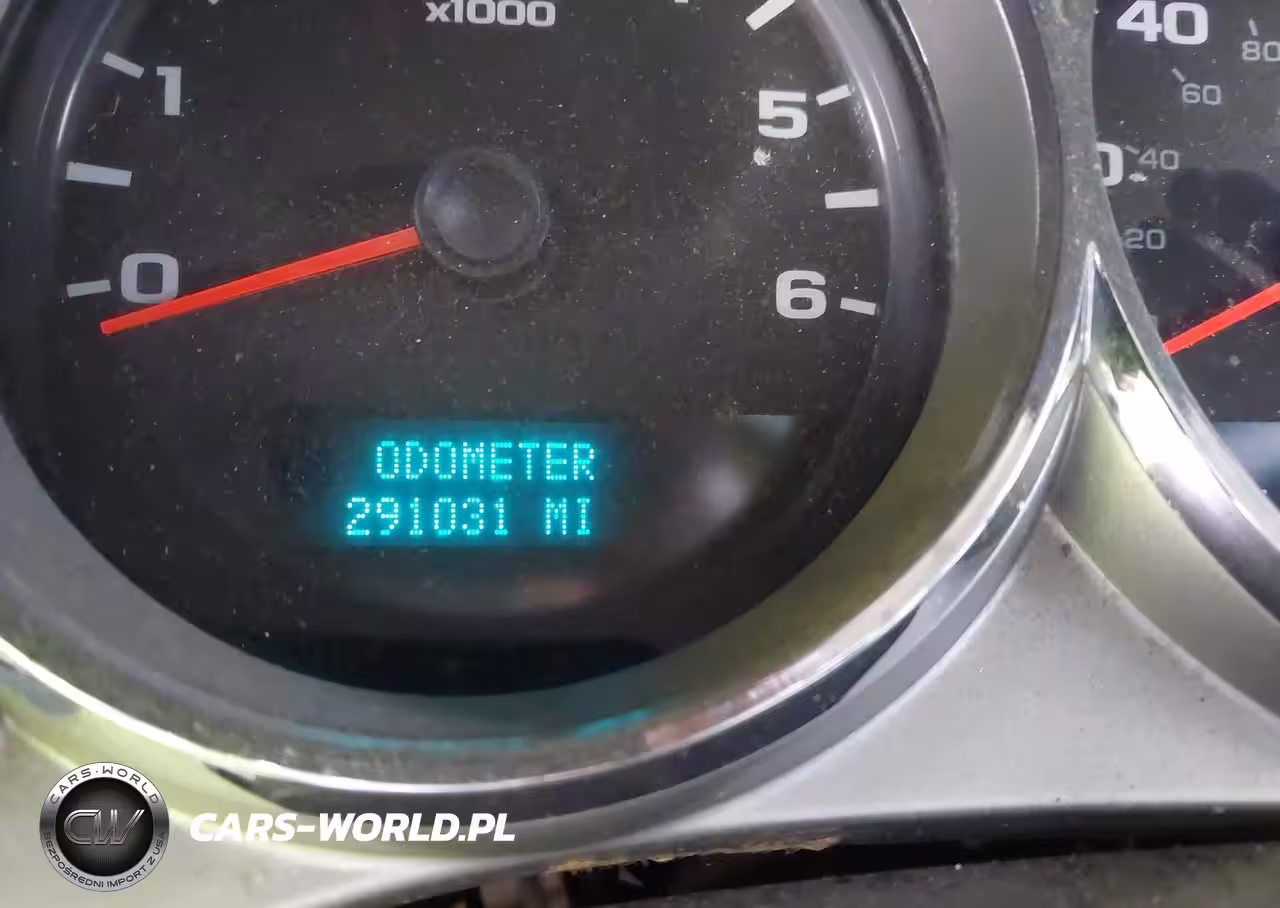 x1000
1
0
5
6
40
80
60
40
20
ODOMETER
291031 MI
CARS-WORLD
CW
BEZPOŚREDNI IMPORT Z USA
CARS-WORLD.PL